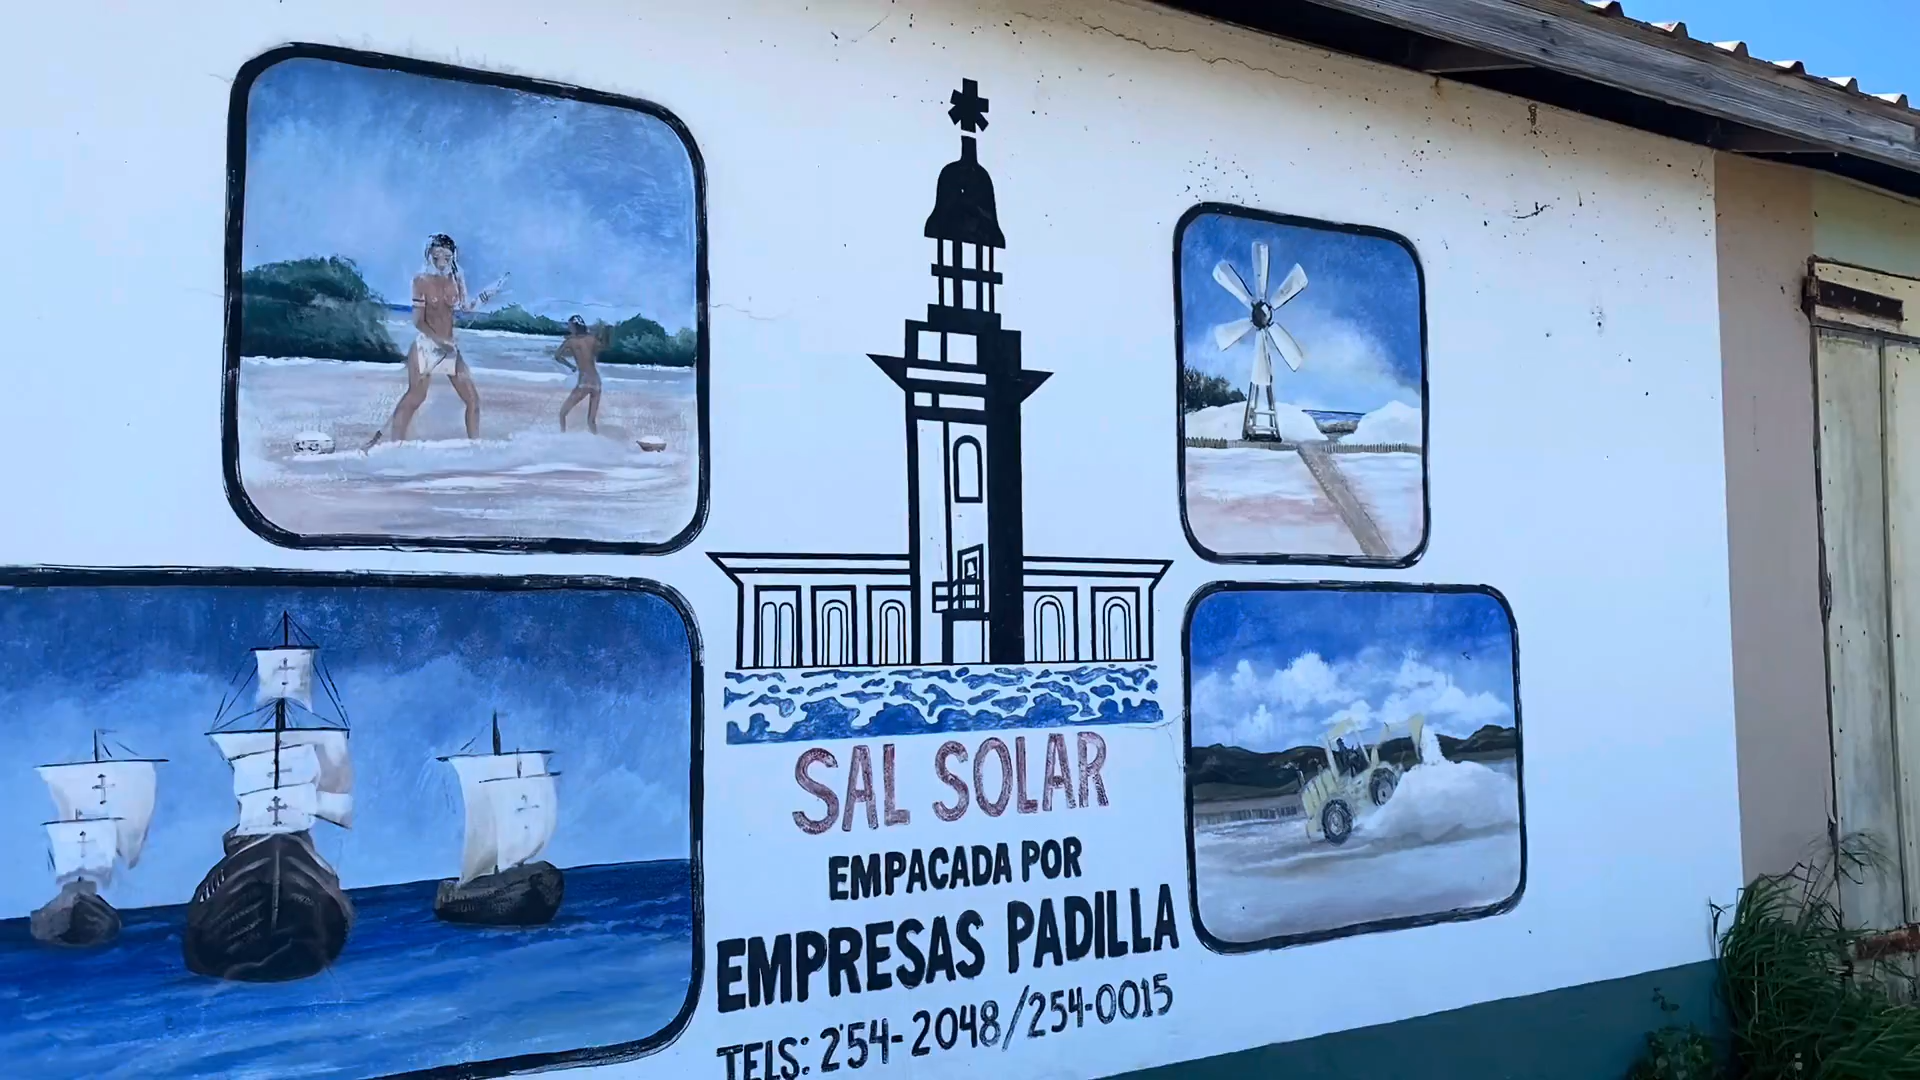 SAL SOLAR
EMPACADA POR
EMPRESAS PADILLA
TELS: 254-2048/254-0015